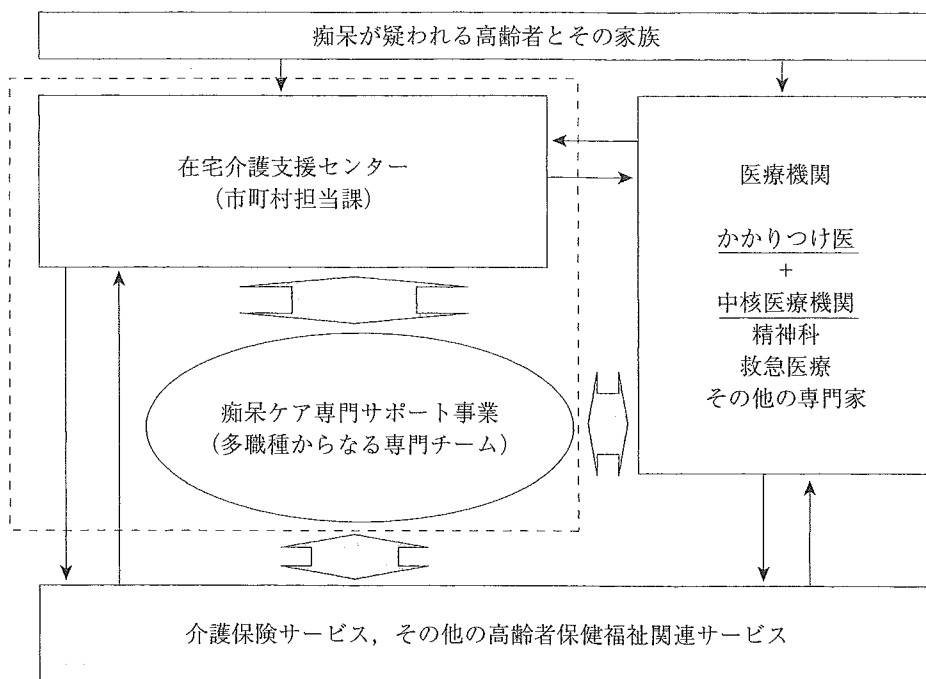 痴呆が疑われる高齢者とその家族
在宅介護支援センター
（市町村担当課）
医療機関
かかりつけ医
+
中核医療機関
精神科
救急医療
その他の専門家
痴呆ケア専門サポート事業
（多職種からなる専門チーム）
介護保険サービス，その他の高齢者保健福祉関連サービス